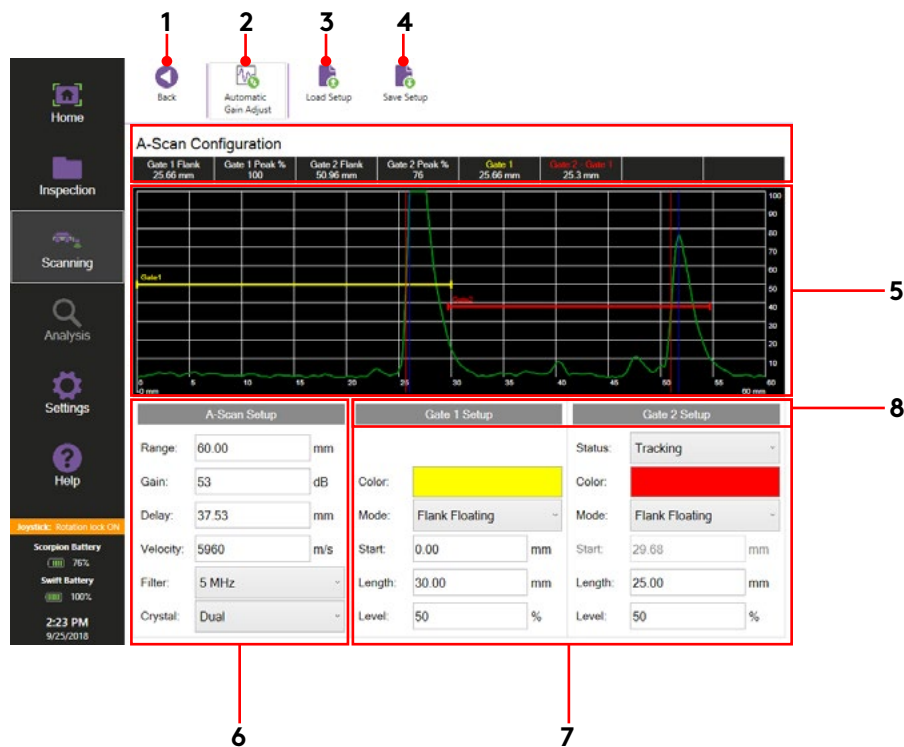 1 2 3 4
Back
Automatic
Gain Adjust
Load Setup
Save Setup
Home
Inspection
Scanning
Analysis
Settings
Help
Joystick: Rotation lock ON
Scorpion Battery
76%
Swift Battery
100%
2:23 PM
9/25/2018
A-Scan Configuration
Gate 1 Flank Gate 1 Peak % Gate 2 Flank Gate 2 Peak % Gate 1 Gate 2 - Gate 1
25.66 mm 100 50.96 mm 76 25.66 mm 25.3 mm
100
90
80
70
60
50
40
30
20
10
Gate1
Gate2
0 5 10 15 20 25 30 35 40 45 50 55 60
-0 mm 60 mm
5
8
A-Scan Setup
Range: 60.00 mm
Gain: 53 dB
Delay: 37.53 mm
Velocity: 5960 m/s
Filter: 5 MHz
Crystal: Dual
Gate 1 Setup
Color:
Mode: Flank Floating
Start: 0.00 mm
Length: 30.00 mm
Level: 50 %
Gate 2 Setup
Status: Tracking
Color:
Mode: Flank Floating
Start: 29.68 mm
Length: 25.00 mm
Level: 50 %
6 7